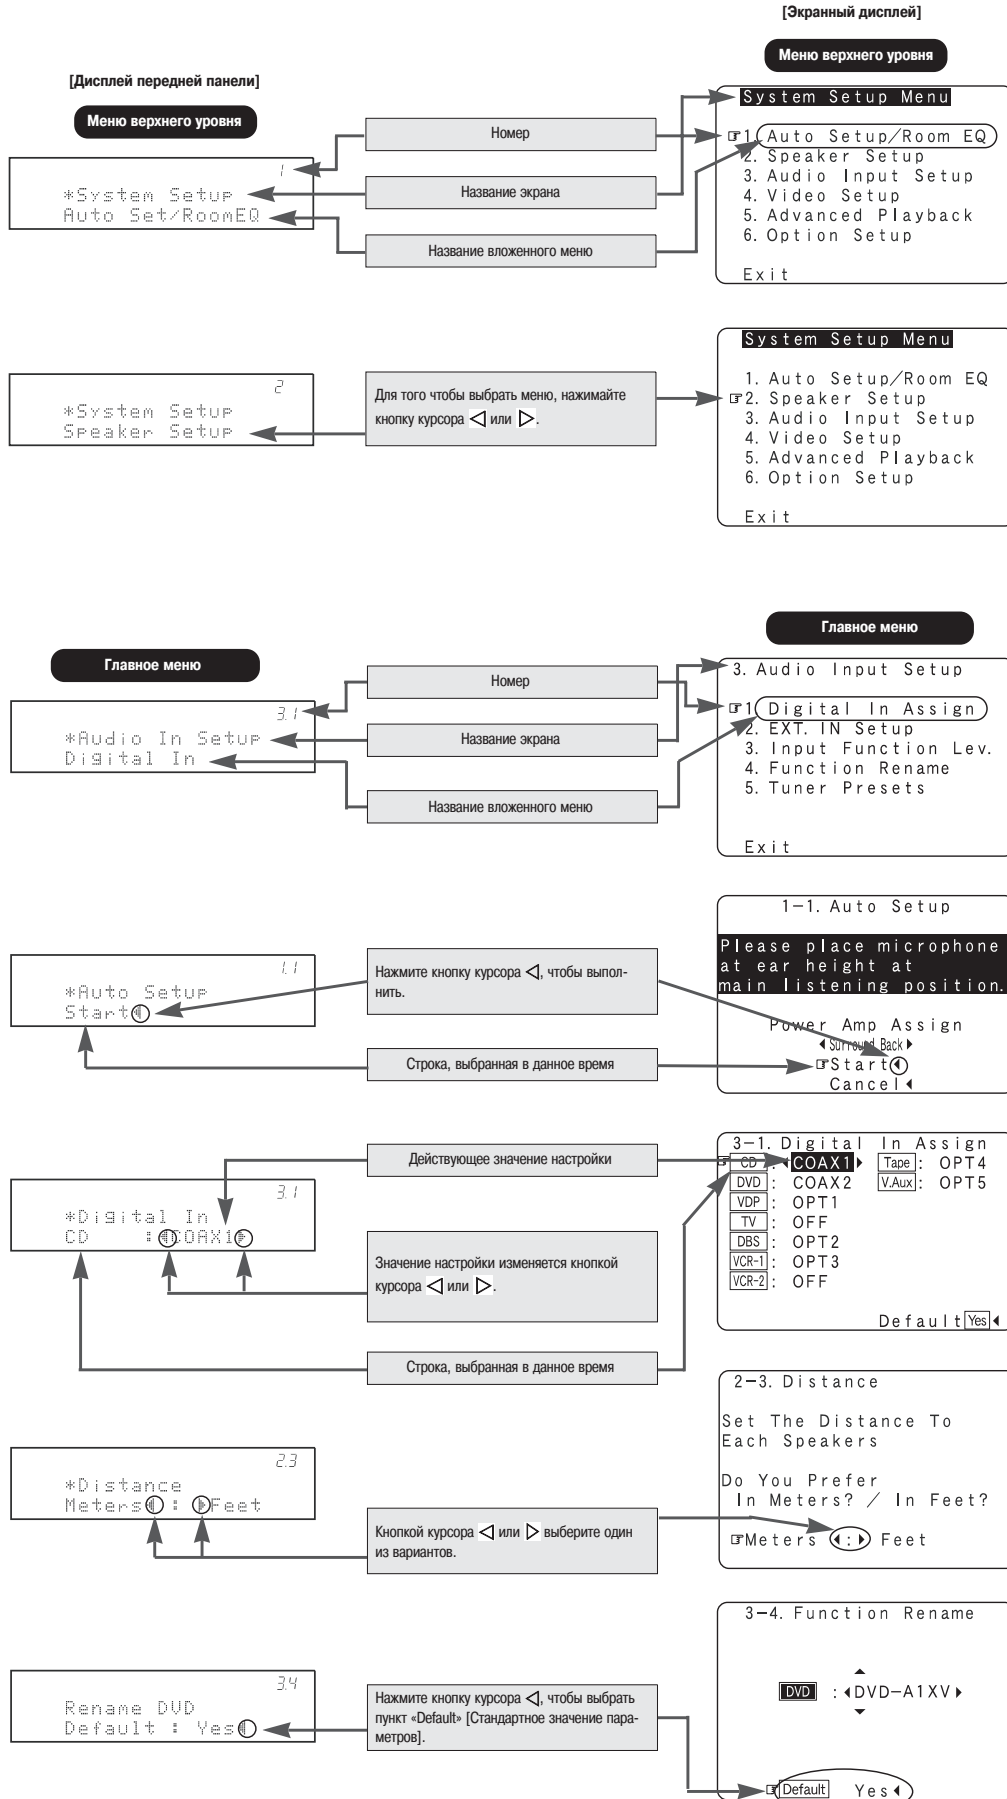 [Экранный дисплей]
Меню верхнего уровня
[Дисплей передней панели]
Меню верхнего уровня
1
*System Setup
Auto Set/RoomEQ
Номер
Название экрана
Название вложенного меню
System Setup Menu
1. Auto Setup/Room EQ
2. Speaker Setup
3. Audio Input Setup
4. Video Setup
5. Advanced Playback
6. Option Setup
Exit
2
*System Setup
Speaker Setup
Для того чтобы выбрать меню, нажимайте
кнопку курсора ◁ или ▷.
System Setup Menu
1. Auto Setup/Room EQ
☞2. Speaker Setup
3. Audio Input Setup
4. Video Setup
5. Advanced Playback
6. Option Setup
Exit
Главное меню
Главное меню
3.1
*Audio In Setup
Digital In
Номер
Название экрана
Название вложенного меню
3. Audio Input Setup
☞1 Digital In Assign
2. EXT. IN Setup
3. Input Function Lev.
4. Function Rename
5. Tuner Presets
Exit
1.1
*Auto Setup
Start◀
Нажмите кнопку курсора ◁, чтобы выпол-
нить.
Строка, выбранная в данное время
1-1. Auto Setup
Please place microphone
at ear height at
main listening position.
Power Amp Assign
◀Surround Back▶
☞Start◀
Cancel◀
3.1
*Digital In
CD :◀COAX1▶
Действующее значение настройки
Значение настройки изменяется кнопкой
курсора ◁ или ▷.
Строка, выбранная в данное время
3-1. Digital In Assign
☞CD :◀COAX1▶ Tape : OPT4
DVD : COAX2 V.Aux : OPT5
VDP : OPT1
TV : OFF
DBS : OPT2
VCR-1 : OPT3
VCR-2 : OFF
Default Yes◀
2.3
*Distance
Meters◀ : ▶Feet
Кнопкой курсора ◁ или ▷ выберите один
из вариантов.
2-3. Distance
Set The Distance To
Each Speakers
Do You Prefer
In Meters? / In Feet?
☞Meters ◀:▶ Feet
3.4
Rename DVD
Default : Yes◀
Нажмите кнопку курсора ◁, чтобы выбрать
пункт «Default» [Стандартное значение пара-
метров].
3-4. Function Rename
DVD :◀DVD-A1XV▶
☞Default Yes◀